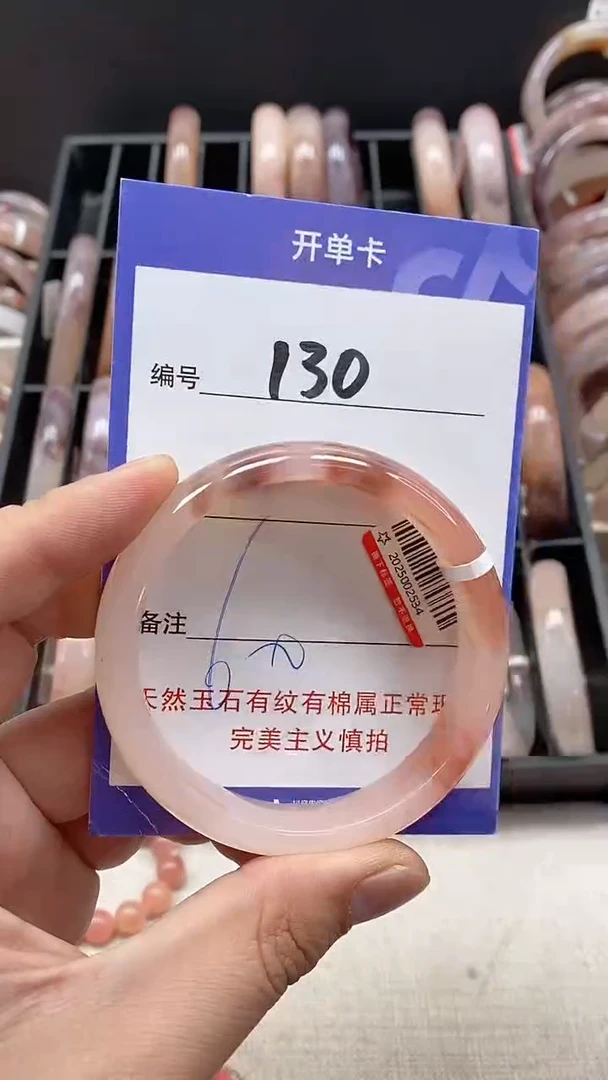 开单卡
编号 130
2025002534
备注
天然玉石有纹有棉属正常现
完美主义慎拍